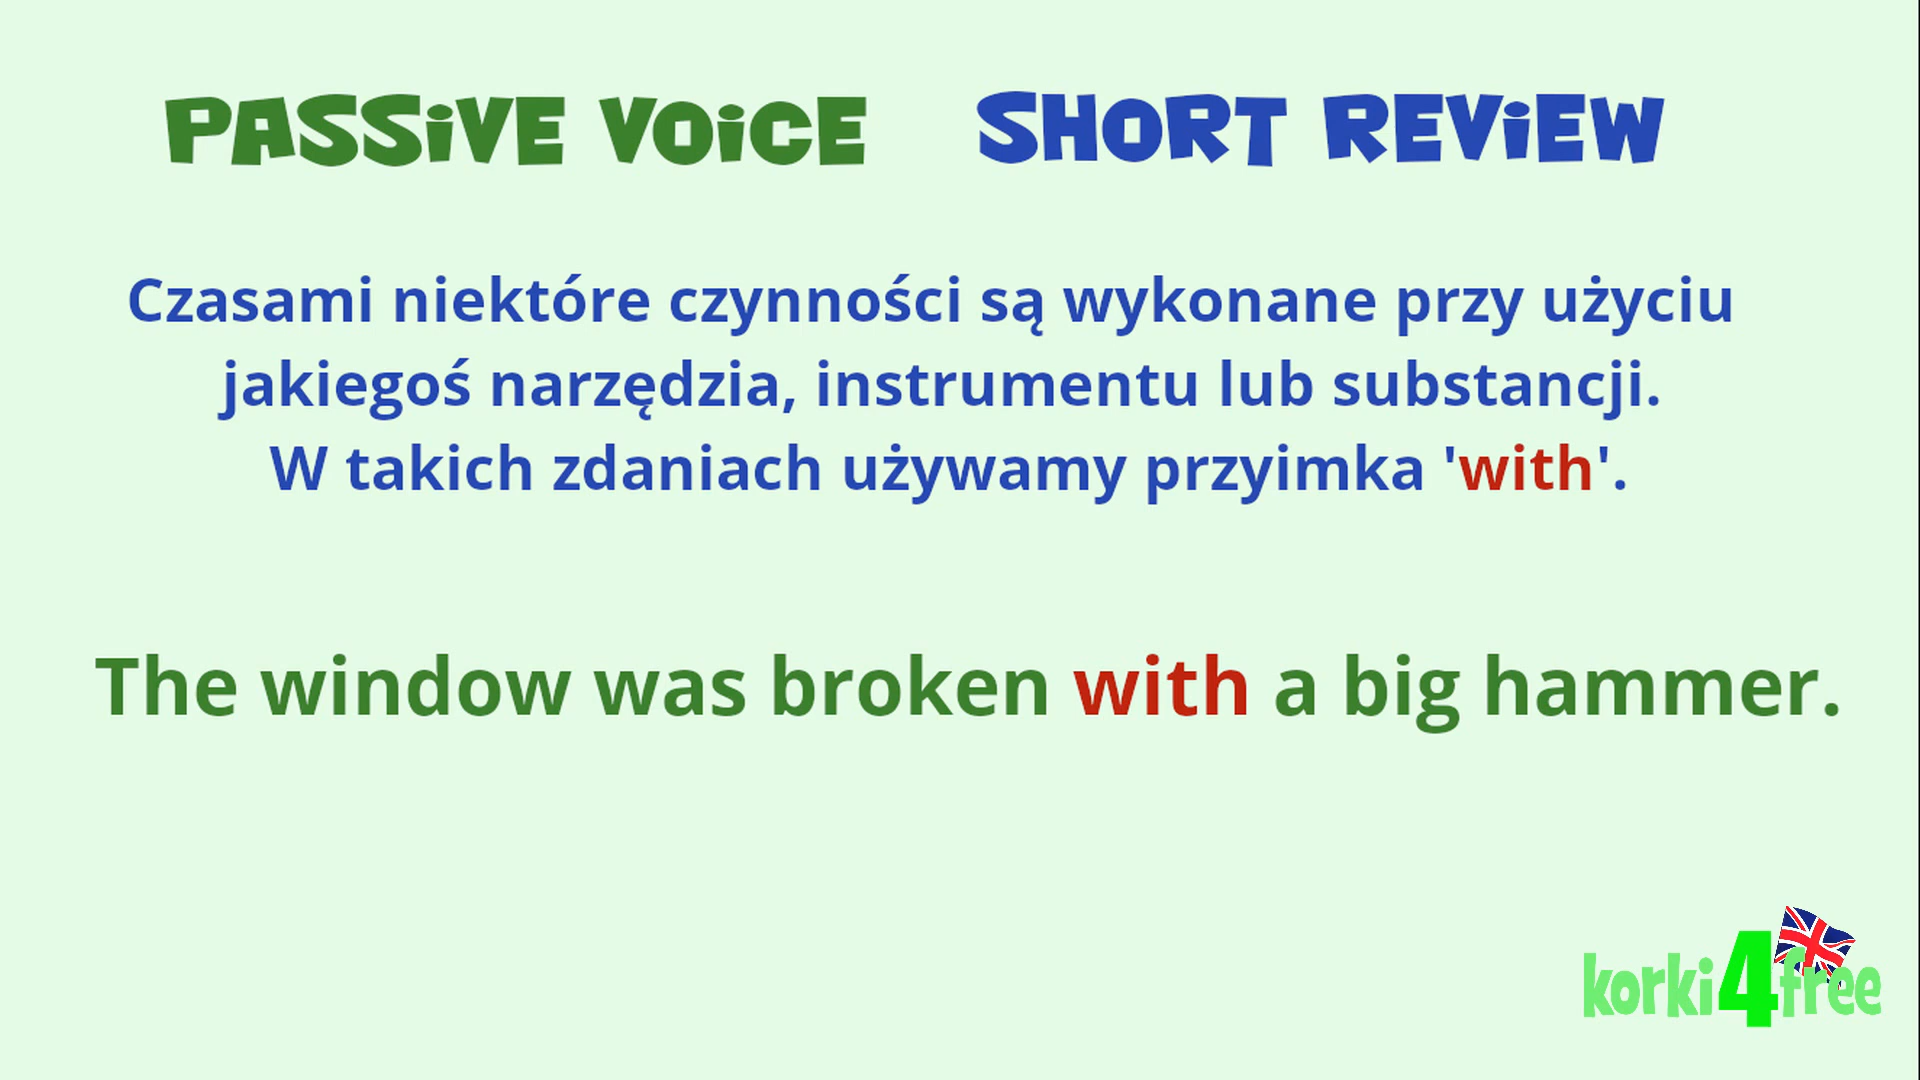 PASSiVE VOiCE SHORT REViEW
Czasami niektóre czynności są wykonane przy użyciu
jakiegoś narzędzia, instrumentu lub substancji.
W takich zdaniach używamy przyimka 'with'.
The window was broken with a big hammer.
korki4free